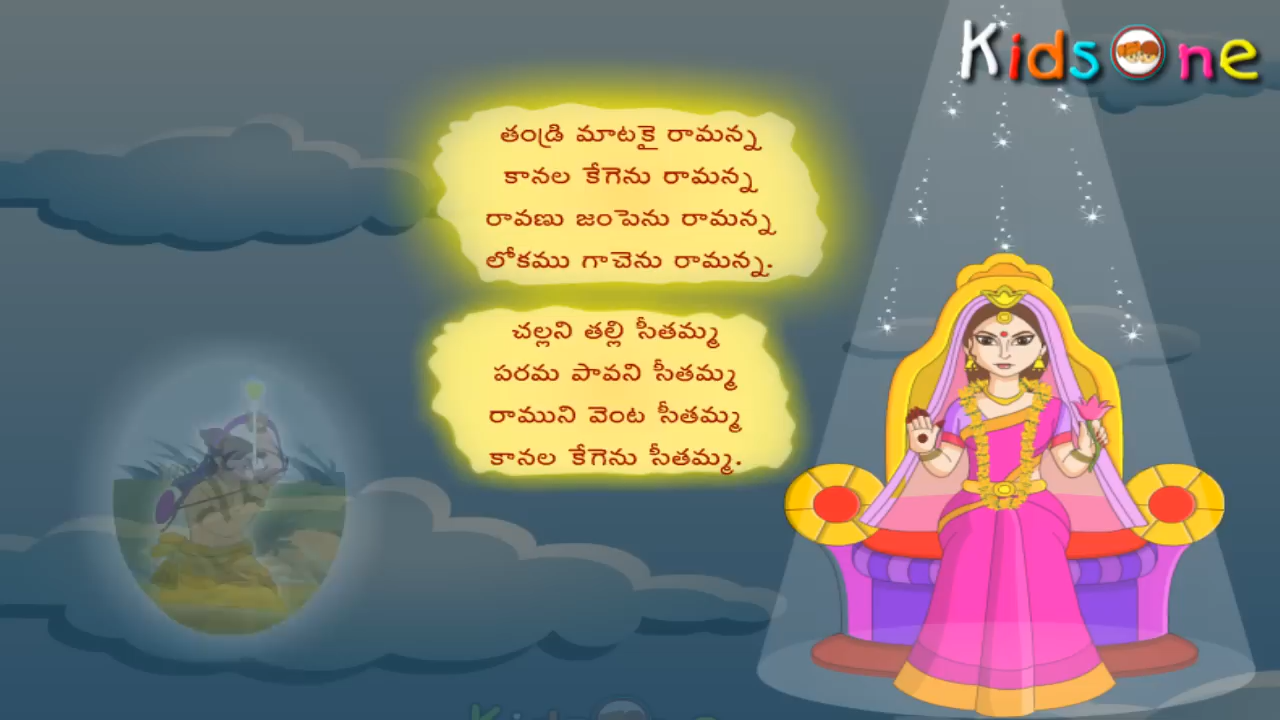 KidsOne
తండ్రి మాటకై రామన్న
కానల కేగెను రామన్న
రావణు జంపెను రామన్న
లోకము గాచెను రామన్న.
చల్లని తల్లి సీతమ్మ
పరమ పావని సీతమ్మ
రాముని వెంట సీతమ్మ
కానల కేగెను సీతమ్మ.